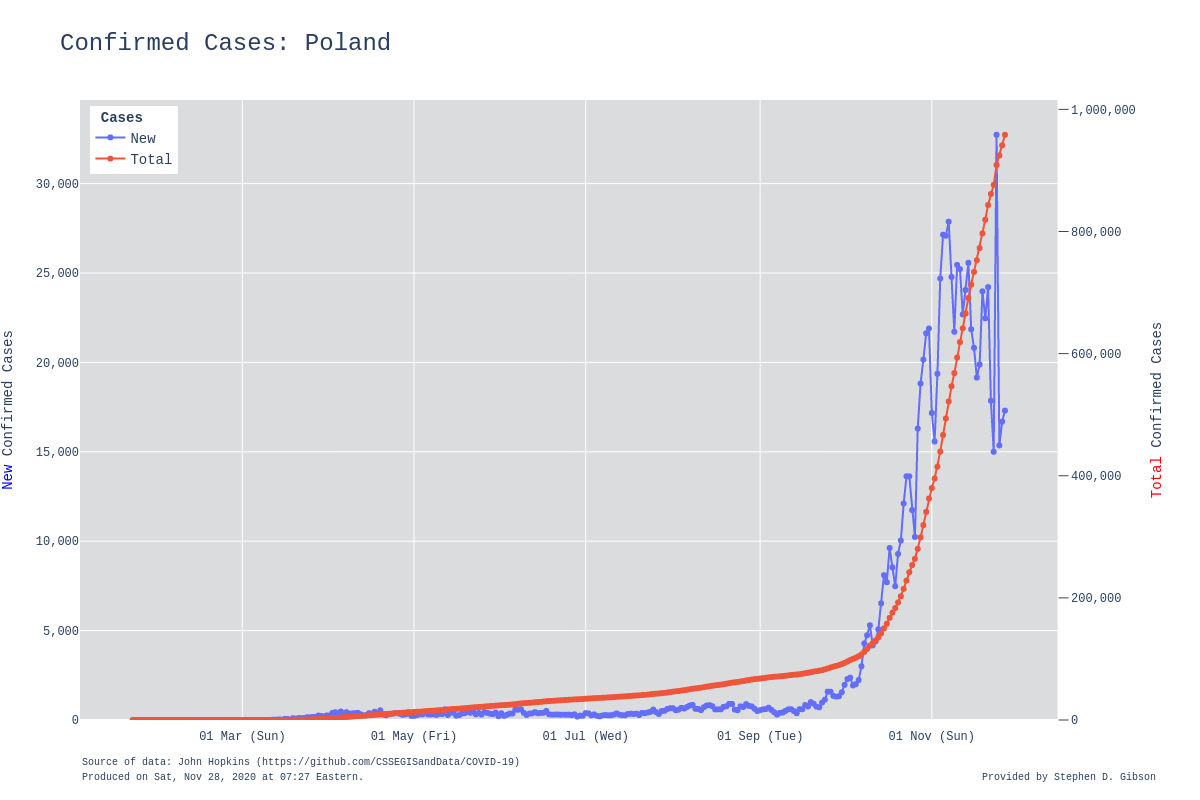 Confirmed Cases: Poland
Cases
New
Total
30,000
25,000
20,000
15,000
10,000
5,000
0
New Confirmed Cases
1,000,000
800,000
600,000
400,000
200,000
0
Total Confirmed Cases
01 Mar (Sun)
01 May (Fri)
01 Jul (Wed)
01 Sep (Tue)
01 Nov (Sun)
Source of data: John Hopkins (https://github.com/CSSEGISandData/COVID-19)
Produced on Sat, Nov 28, 2020 at 07:27 Eastern.
Provided by Stephen D. Gibson